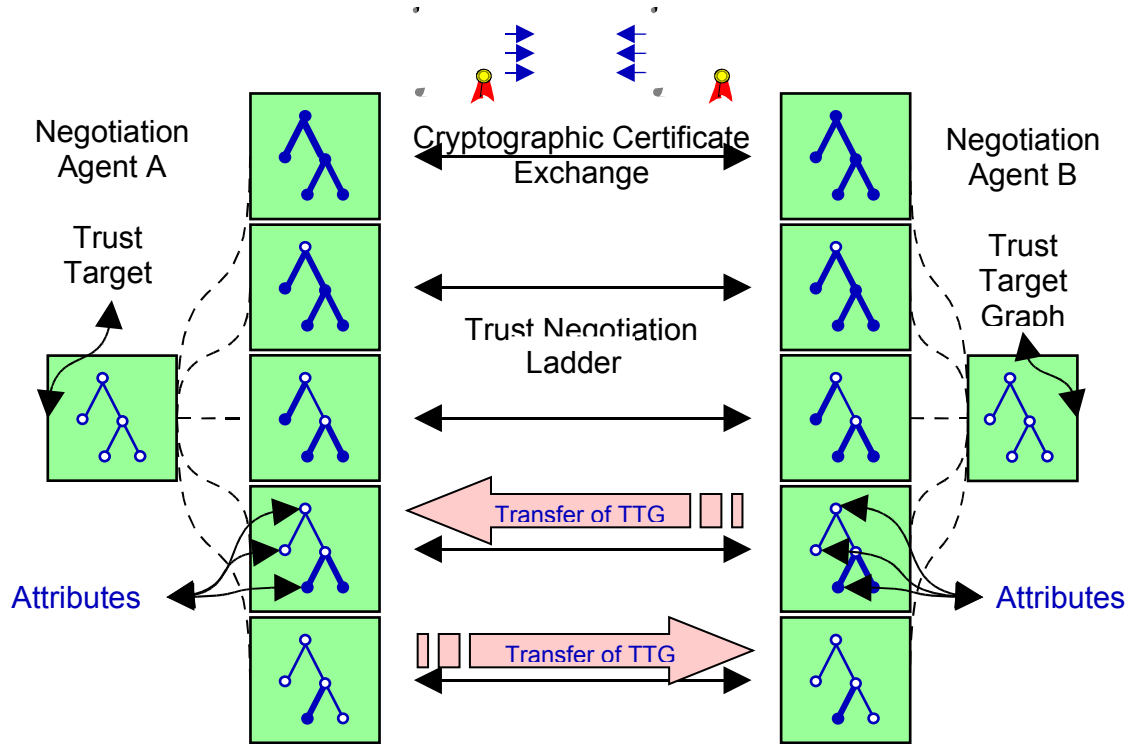 Negotiation
Agent A
Cryptographic Certificate
Exchange
Negotiation
Agent B
Trust
Target
Trust
Target
Graph
Trust Negotiation
Ladder
Transfer of TTG
Attributes
Attributes
Transfer of TTG